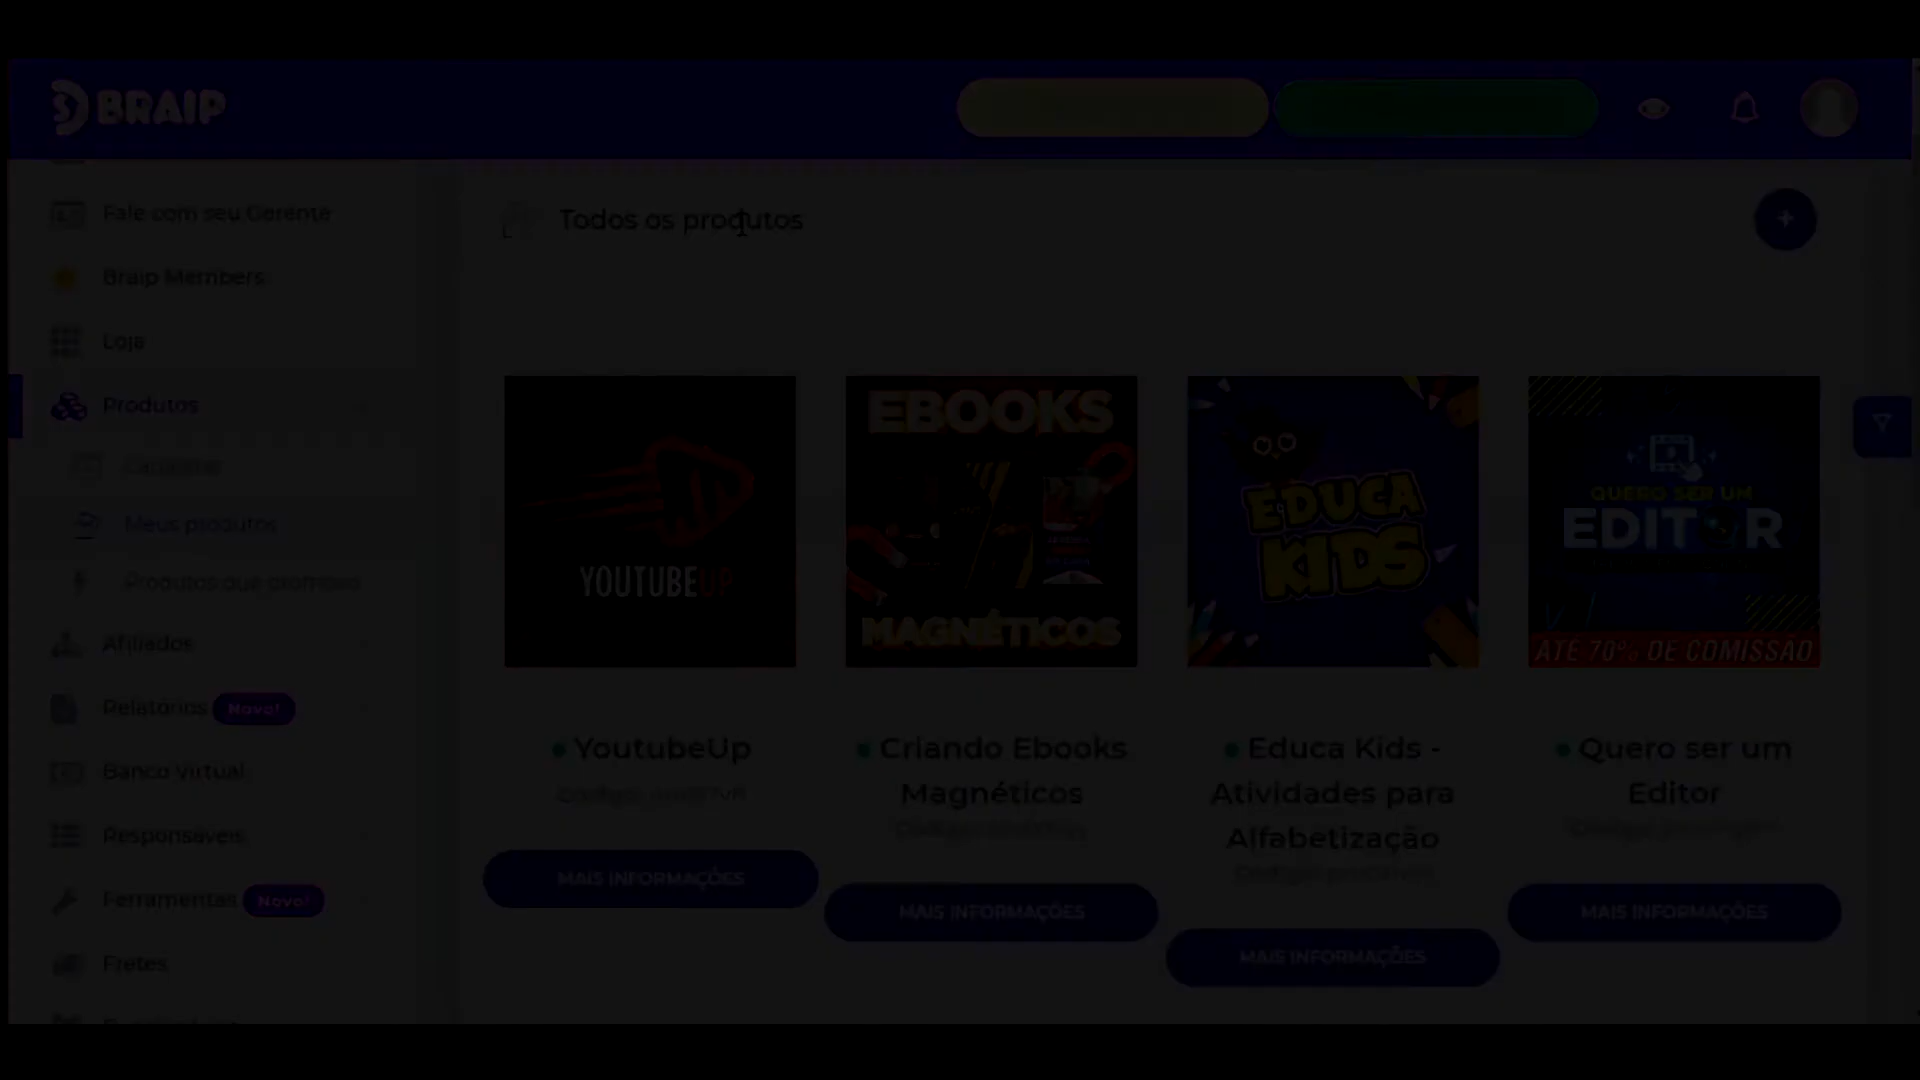 BRAIP
Fale com seu Gerente
Braip Members
Loja
Produtos
Cadastrar
Meus produtos
Produtos que promovo
Afiliados
Relatórios Novo!
Banco Virtual
Responsáveis
Ferramentas Novo!
Fretes
Todos os produtos
+
YOUTUBEUP
YoutubeUp
MAIS INFORMAÇÕES
EBOOKS
MAGNÉTICOS
Criando Ebooks
Magnéticos
MAIS INFORMAÇÕES
EDUCA
KIDS
Educa Kids -
Atividades para
Alfabetização
MAIS INFORMAÇÕES
QUERO SER UM
EDITOR
ATÉ 70% DE COMISSÃO
Quero ser um
Editor
MAIS INFORMAÇÕES